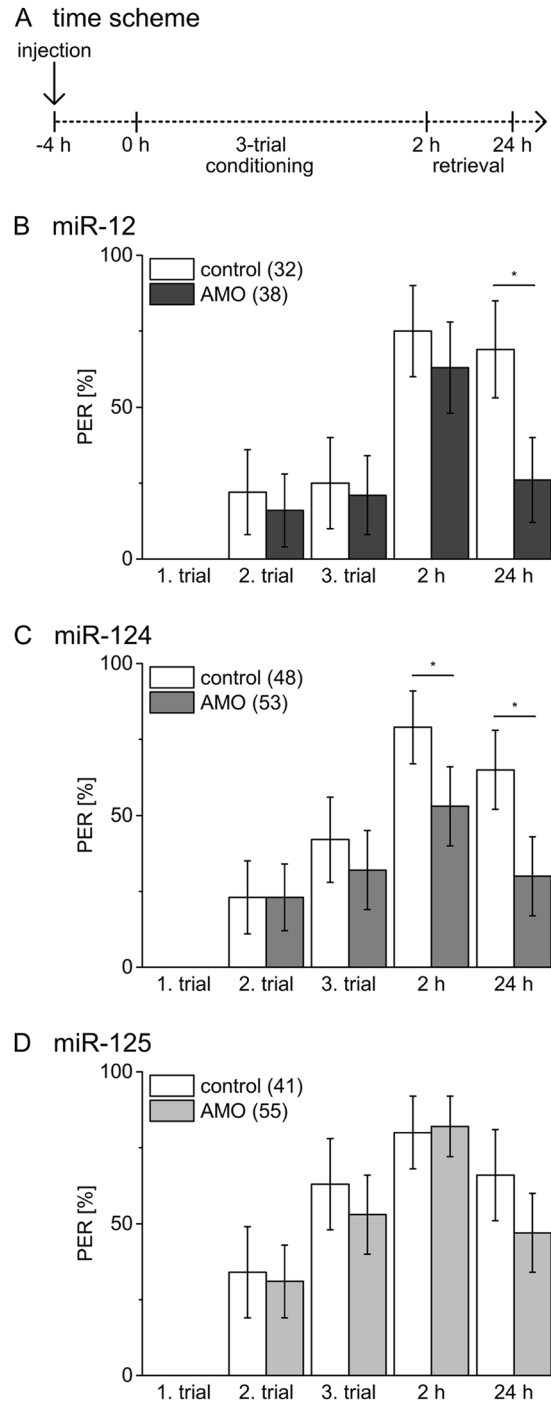 A time scheme
injection
-4 h 0 h 3-trial conditioning 2 h retrieval 24 h
B miR-12
100
control (32)
AMO (38)
*
50
PER [%]
0
1. trial 2. trial 3. trial 2 h 24 h
C miR-124
100
control (48)
AMO (53)
*
*
50
PER [%]
0
1. trial 2. trial 3. trial 2 h 24 h
D miR-125
100
control (41)
AMO (55)
50
PER [%]
0
1. trial 2. trial 3. trial 2 h 24 h